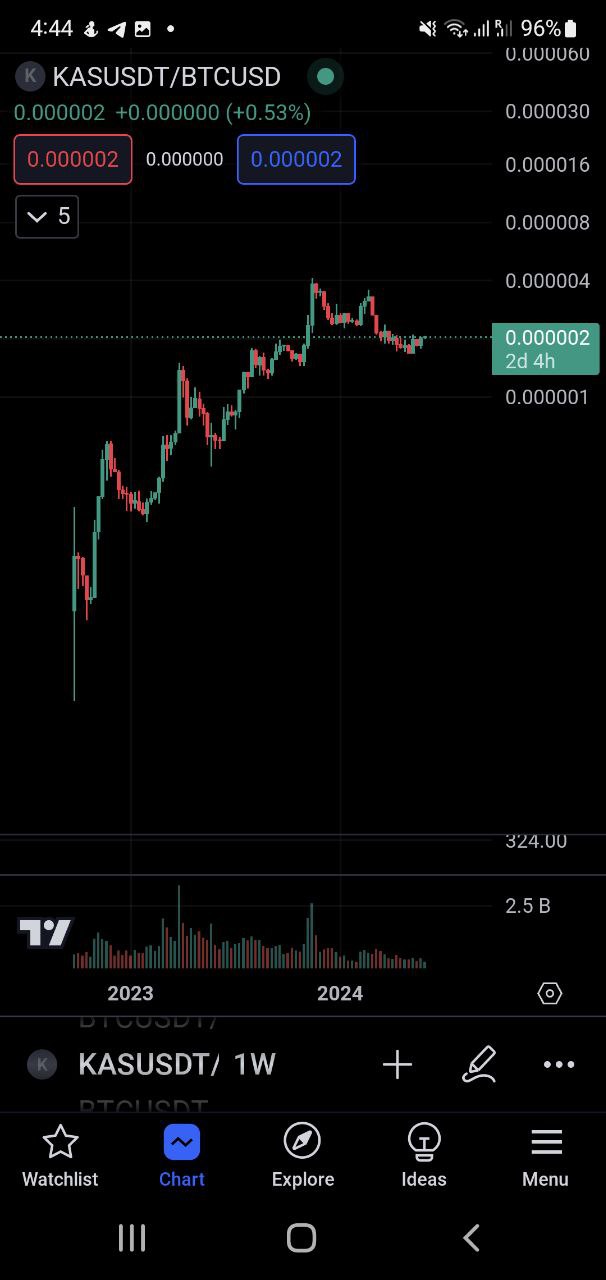 4:44 96%
0.000060
K KASUSDT/BTCUSD
0.000002 +0.000000 (+0.53%)
0.000030
0.000002 0.000000 0.000002
0.000016
5
0.000008
0.000004
0.000002
2d 4h
0.000001
324.00
2.5 B
2023 2024
BTCUSDT/
K KASUSDT/ 1W
BTCUSDT
Watchlist Chart Explore Ideas Menu